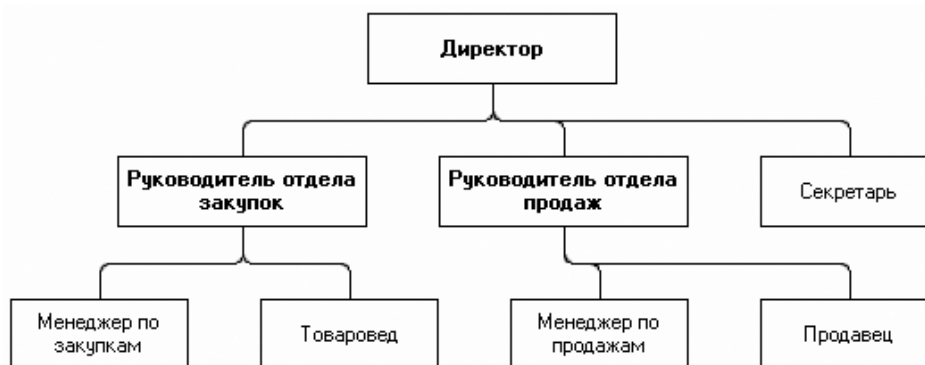 Директор
Руководитель отдела
закупок
Руководитель отдела
продаж
Секретарь
Менеджер по
закупкам
Товаровед
Менеджер по
продажам
Продавец